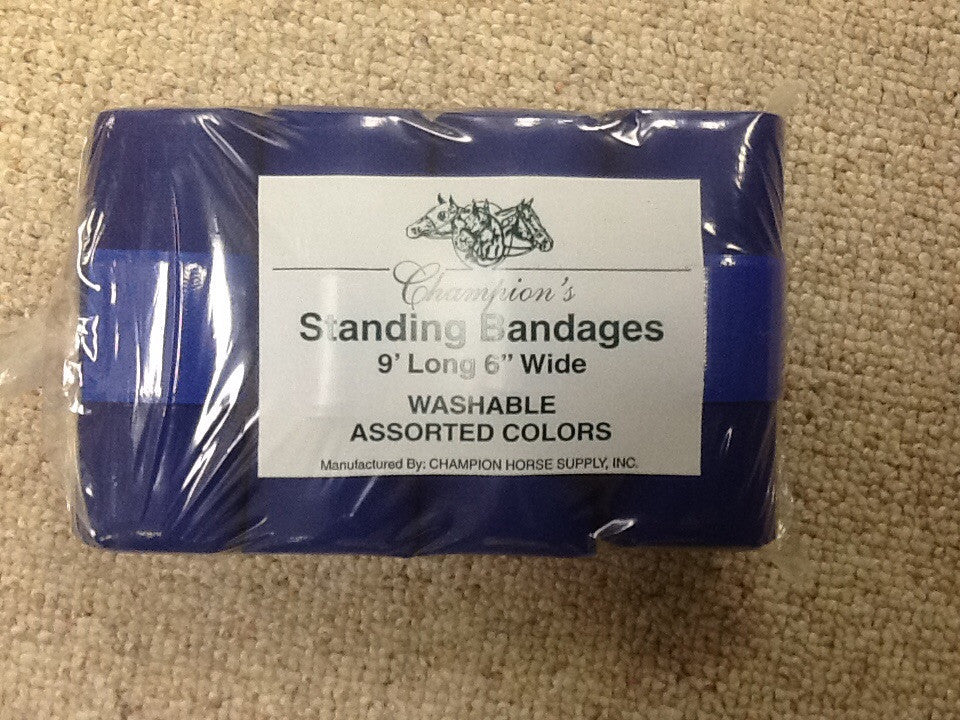 Champion's
Standing Bandages
9' Long 6" Wide
WASHABLE
ASSORTED COLORS
Manufactured By: CHAMPION HORSE SUPPLY, INC.